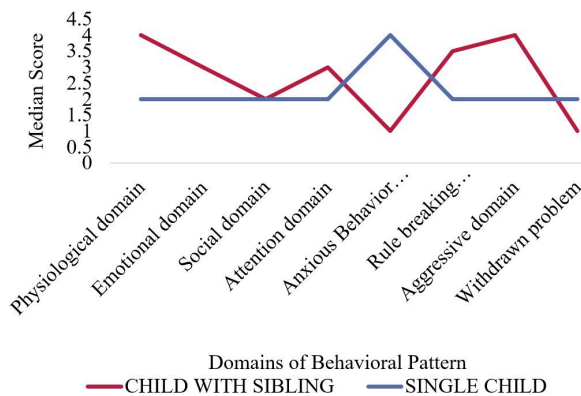 4.5
4
3.5
3
2.5
2
1.5
1
0.5
0
Median Score
Physiological domain
Emotional domain
Social domain
Attention domain
Anxious Behavior…
Rule breaking…
Aggressive domain
Withdrawn problem
Domains of Behavioral Pattern
CHILD WITH SIBLING
SINGLE CHILD